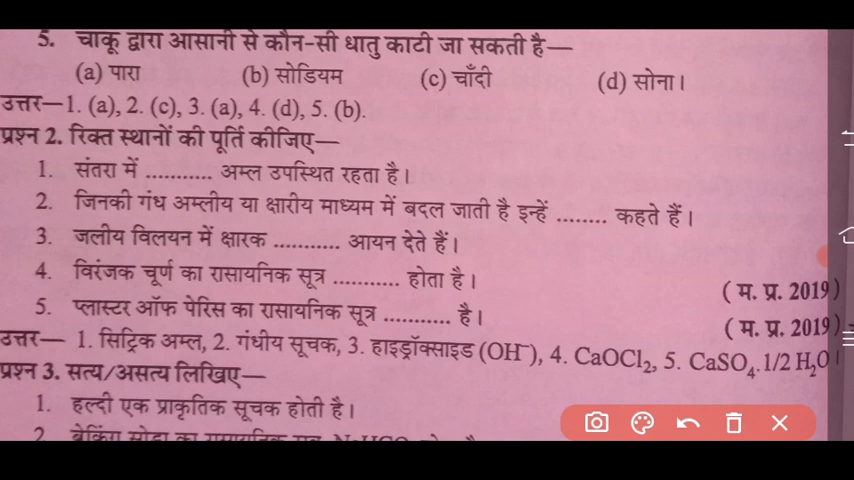 5. चाकू द्वारा आसानी से कौन-सी धातु काटी जा सकती है—
(a) पारा (b) सोडियम (c) चाँदी (d) सोना।
उत्तर—1. (a), 2. (c), 3. (a), 4. (d), 5. (b).
प्रश्न 2. रिक्त स्थानों की पूर्ति कीजिए—
1. संतरा में ........... अम्ल उपस्थित रहता है।
2. जिनकी गंध अम्लीय या क्षारीय माध्यम में बदल जाती है इन्हें ........ कहते हैं।
3. जलीय विलयन में क्षारक ........... आयन देते हैं।
4. विरंजक चूर्ण का रासायनिक सूत्र ........... होता है। (म. प्र. 2019)
5. प्लास्टर ऑफ पेरिस का रासायनिक सूत्र ........... है। (म. प्र. 2019)
उत्तर— 1. सिट्रिक अम्ल, 2. गंधीय सूचक, 3. हाइड्रॉक्साइड (OH⁻), 4. CaOCl₂, 5. CaSO₄.1/2 H₂O।
प्रश्न 3. सत्य/असत्य लिखिए—
1. हल्दी एक प्राकृतिक सूचक होती है।
2. बेकिंग सोडा का